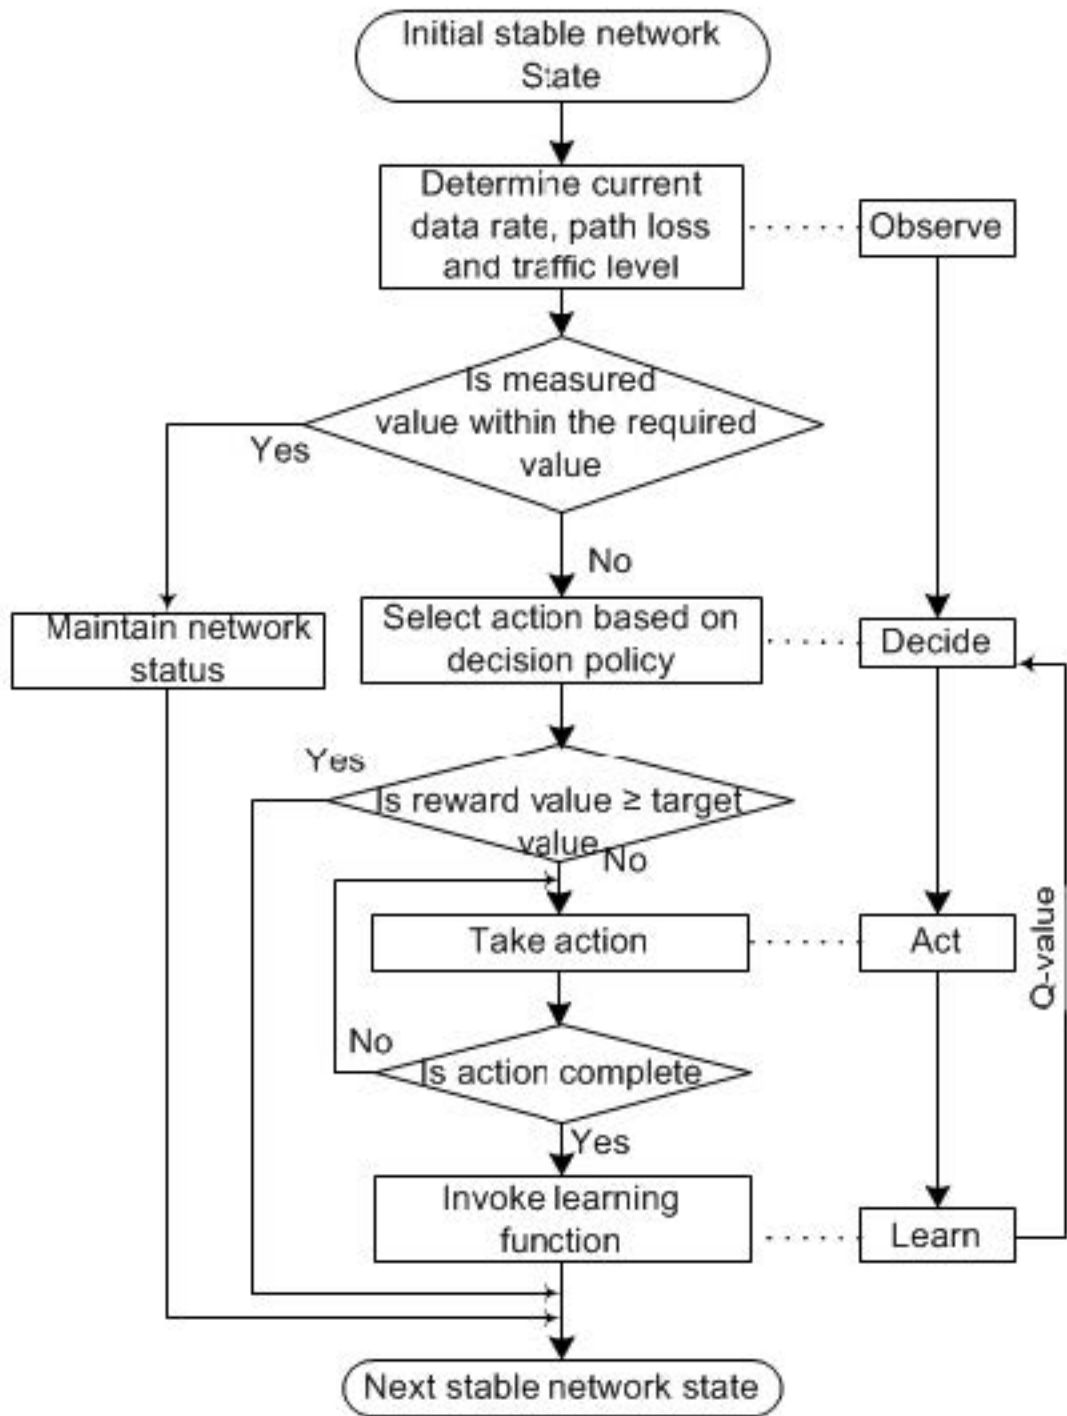 Initial stable network
State
Determine current
data rate, path loss
and traffic level
Observe
Is measured
value within the required
value
Yes
No
Maintain network
status
Select action based on
decision policy
Decide
Yes
Is reward value ≥ target
value
No
Take action
Act
Q-value
No
Is action complete
Yes
Invoke learning
function
Learn
Next stable network state